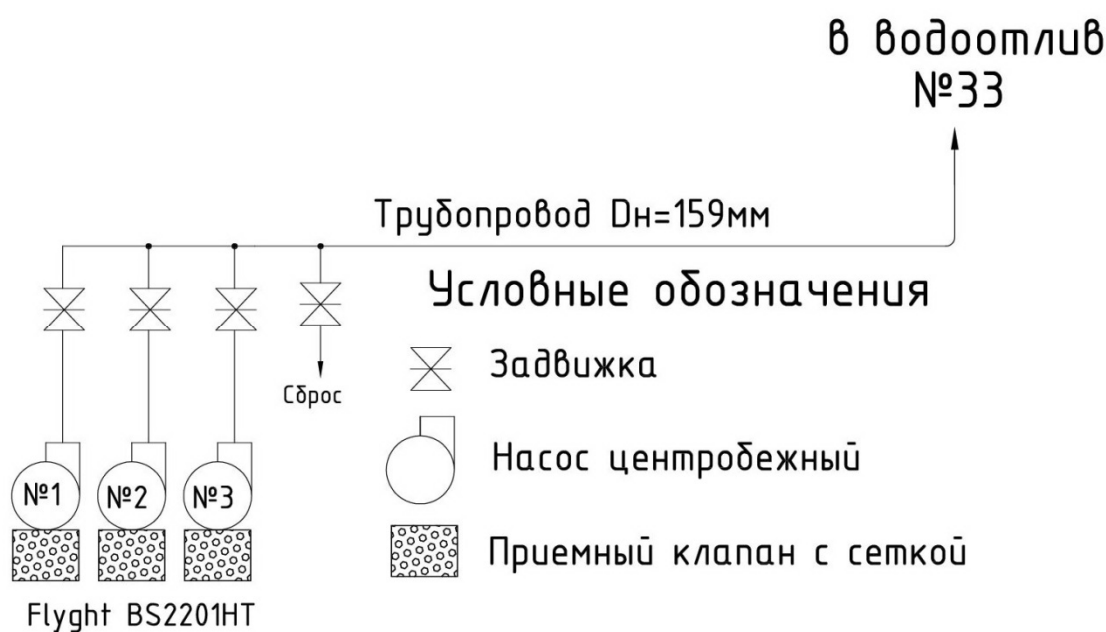 в водоотлив
№33
Трубопровод Dн=159мм
Условные обозначения
Задвижка
Сброс
Насос центробежный
№1 №2 №3
Приемный клапан с сеткой
Flyght BS2201HT